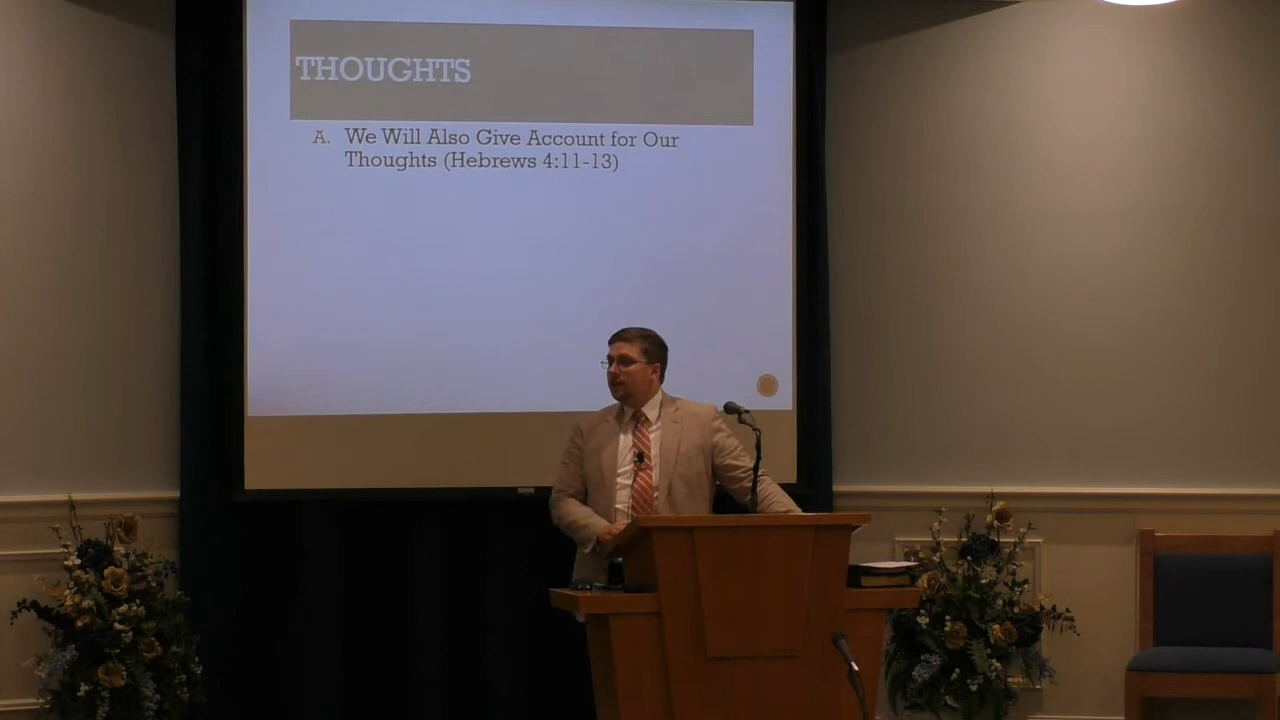 THOUGHTS
A. We Will Also Give Account for Our
Thoughts (Hebrews 4:11-13)